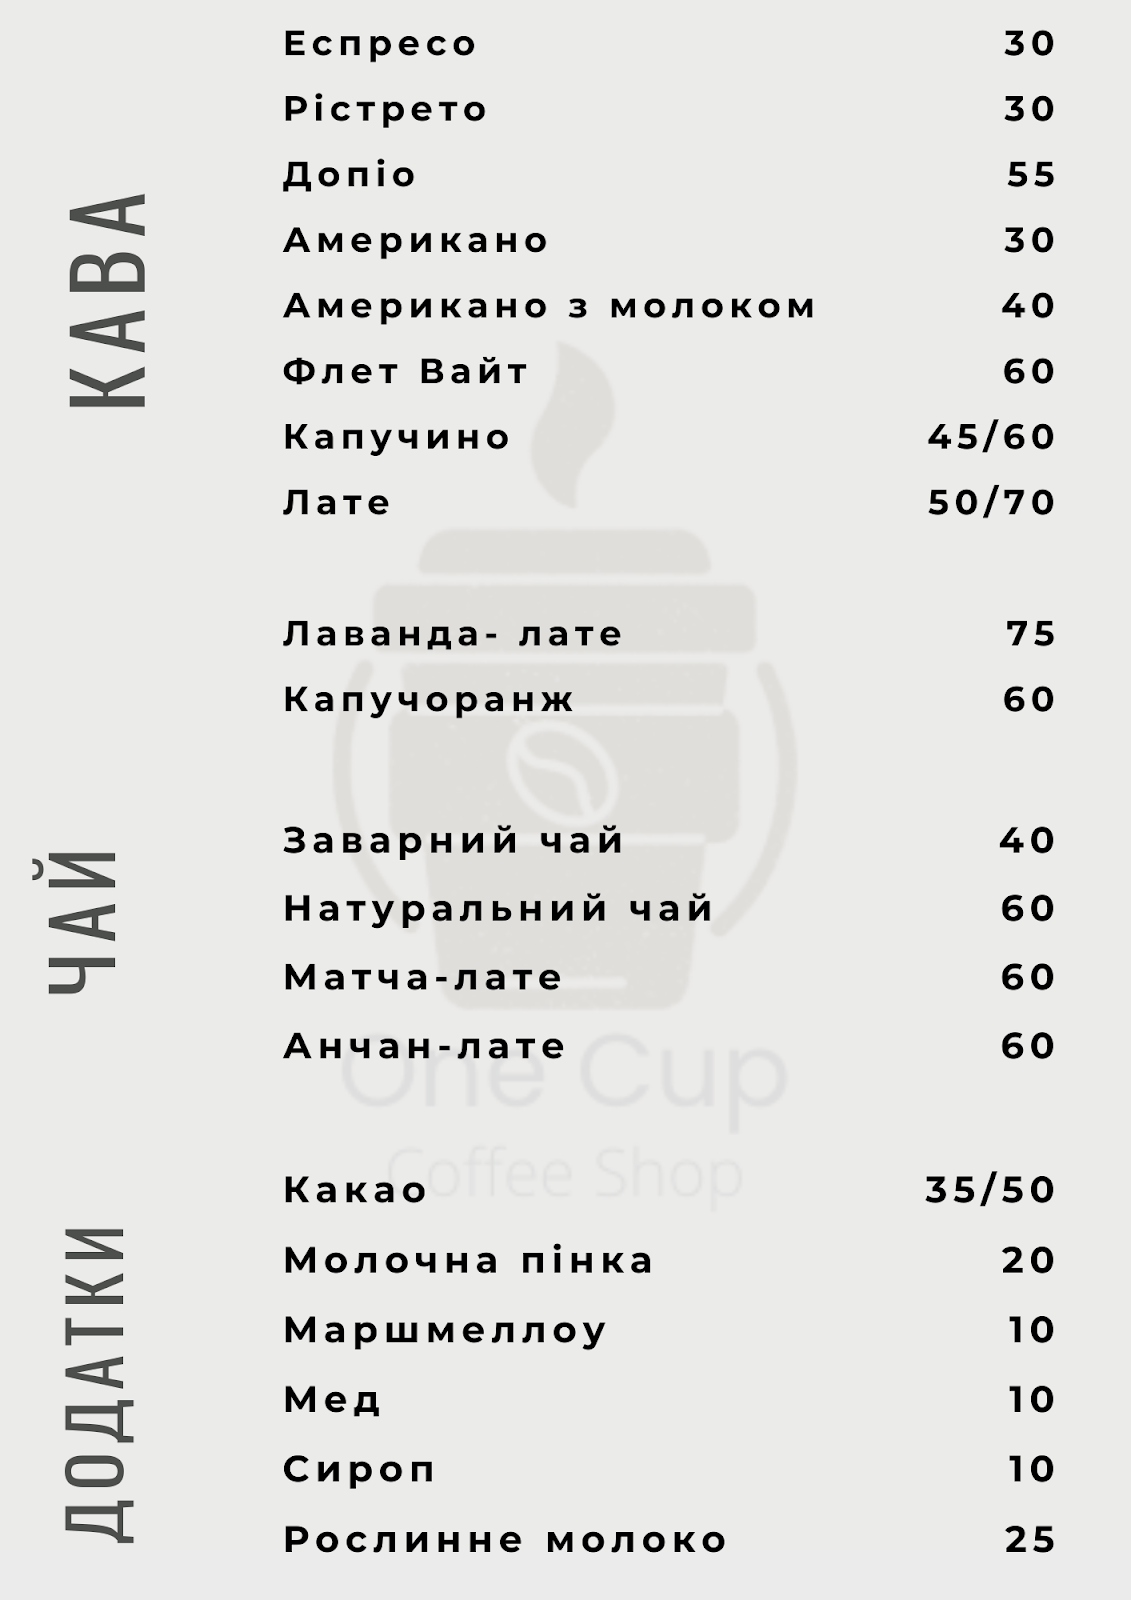 КАВА
Еспресо 30
Рістрето 30
Допіо 55
Американо 30
Американо з молоком 40
Флет Вайт 60
Капучино 45/60
Лате 50/70
Лаванда- лате 75
Капучоранж 60
ЧАЙ
Заварний чай 40
Натуральний чай 60
Матча-лате 60
Анчан-лате 60
One Cup
Coffee Shop
ДОДАТКИ
Какао 35/50
Молочна пінка 20
Маршмеллоу 10
Мед 10
Сироп 10
Рослинне молоко 25